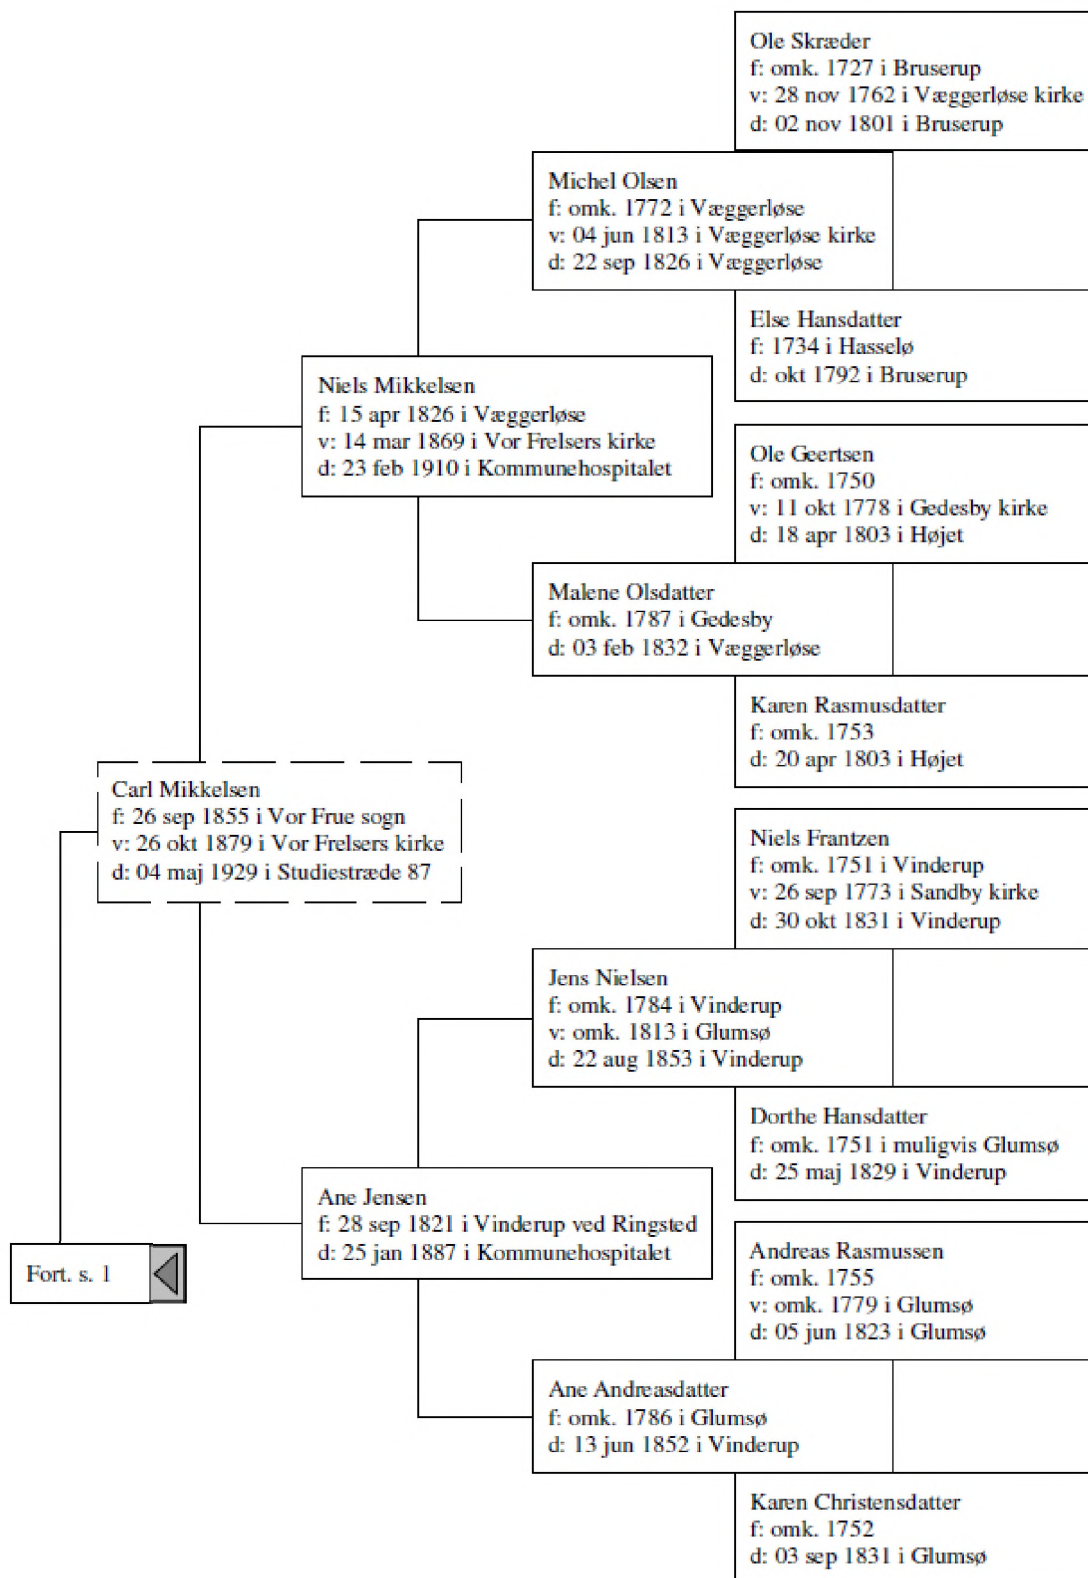 Ole Skræder
f: omk. 1727 i Bruserup
v: 28 nov 1762 i Væggerløse kirke
d: 02 nov 1801 i Bruserup
Michel Olsen
f: omk. 1772 i Væggerløse
v: 04 jun 1813 i Væggerløse kirke
d: 22 sep 1826 i Væggerløse
Else Hansdatter
f: 1734 i Hasselø
d: okt 1792 i Bruserup
Niels Mikkelsen
f: 15 apr 1826 i Væggerløse
v: 14 mar 1869 i Vor Frelsers kirke
d: 23 feb 1910 i Kommunehospitalet
Ole Geertsen
f: omk. 1750
v: 11 okt 1778 i Gedesby kirke
d: 18 apr 1803 i Højet
Malene Olsdatter
f: omk. 1787 i Gedesby
d: 03 feb 1832 i Væggerløse
Karen Rasmusdatter
f: omk. 1753
d: 20 apr 1803 i Højet
Carl Mikkelsen
f: 26 sep 1855 i Vor Frue sogn
v: 26 okt 1879 i Vor Frelsers kirke
d: 04 maj 1929 i Studiestræde 87
Niels Frantzen
f: omk. 1751 i Vinderup
v: 26 sep 1773 i Sandby kirke
d: 30 okt 1831 i Vinderup
Jens Nielsen
f: omk. 1784 i Vinderup
v: omk. 1813 i Glumsø
d: 22 aug 1853 i Vinderup
Dorthe Hansdatter
f: omk. 1751 i muligvis Glumsø
d: 25 maj 1829 i Vinderup
Ane Jensen
f: 28 sep 1821 i Vinderup ved Ringsted
d: 25 jan 1887 i Kommunehospitalet
Fort. s. 1
Andreas Rasmussen
f: omk. 1755
v: omk. 1779 i Glumsø
d: 05 jun 1823 i Glumsø
Ane Andreasdatter
f: omk. 1786 i Glumsø
d: 13 jun 1852 i Vinderup
Karen Christensdatter
f: omk. 1752
d: 03 sep 1831 i Glumsø